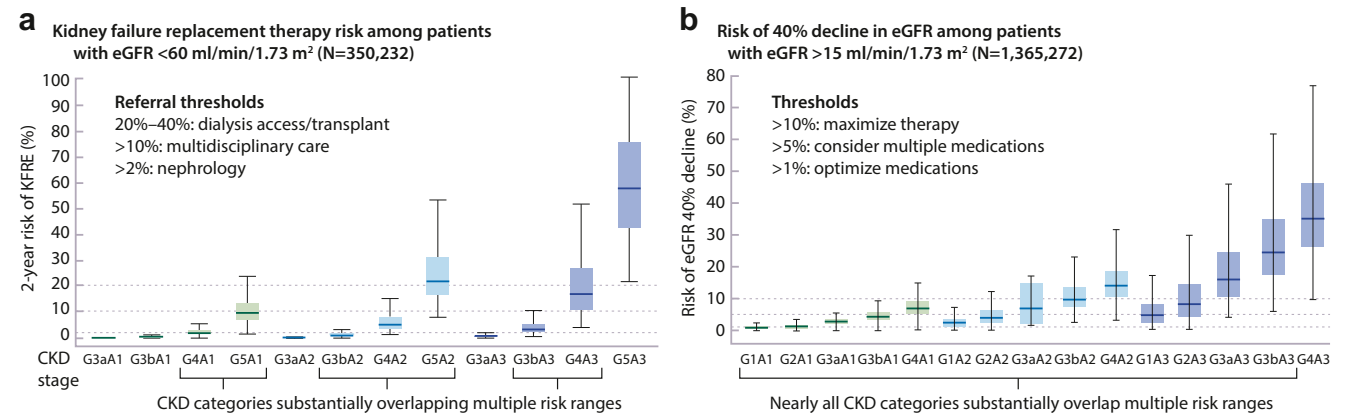 a
Kidney failure replacement therapy risk among patients
with eGFR <60 ml/min/1.73 m² (N=350,232)
2-year risk of KFRE (%)
100
90
80
70
60
50
40
30
20
10
0
Referral thresholds
20%–40%: dialysis access/transplant
>10%: multidisciplinary care
>2%: nephrology
CKD stage
G3aA1 G3bA1 G4A1 G5A1 G3aA2 G3bA2 G4A2 G5A2 G3aA3 G3bA3 G4A3 G5A3
CKD categories substantially overlapping multiple risk ranges
b
Risk of 40% decline in eGFR among patients
with eGFR >15 ml/min/1.73 m² (N=1,365,272)
Risk of eGFR 40% decline (%)
80
70
60
50
40
30
20
10
0
Thresholds
>10%: maximize therapy
>5%: consider multiple medications
>1%: optimize medications
G1A1 G2A1 G3aA1 G3bA1 G4A1 G1A2 G2A2 G3aA2 G3bA2 G4A2 G1A3 G2A3 G3aA3 G3bA3 G4A3
Nearly all CKD categories substantially overlap multiple risk ranges